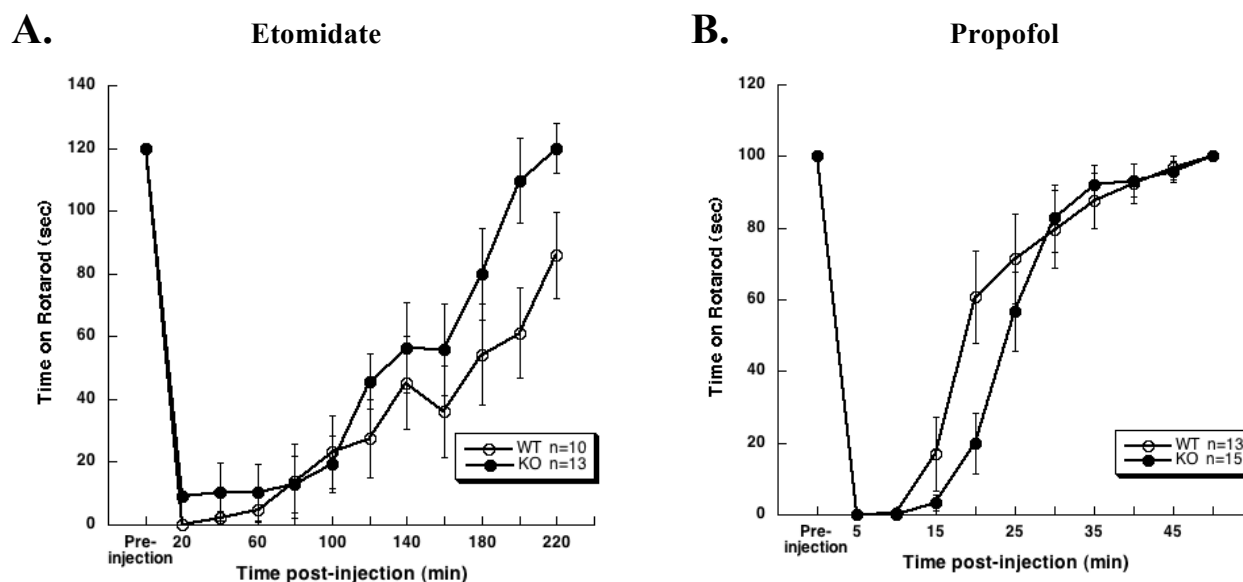 A.
Etomidate
140
120
100
80
60
40
20
0
Time on Rotarod (sec)
WT n=10
KO n=13
Pre-
injection
20
60
100
140
180
220
Time post-injection (min)
B.
Propofol
120
100
80
60
40
20
0
Time on Rotarod (sec)
WT n=13
KO n=15
Pre-
injection
5
15
25
35
45
Time post-injection (min)